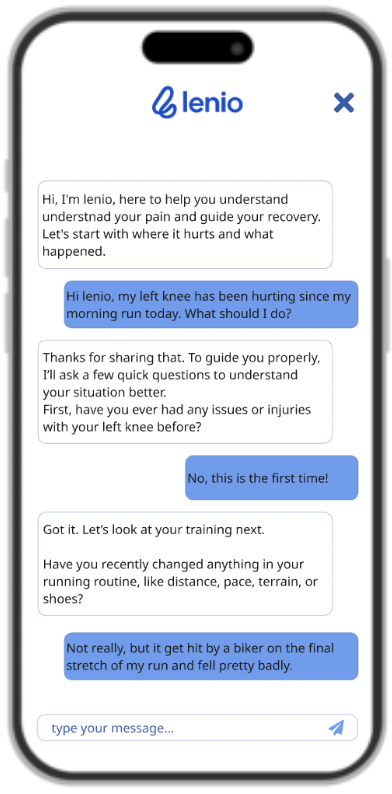 lenio
Hi, I'm lenio, here to help you understand
understnad your pain and guide your recovery.
Let's start with where it hurts and what
happened.
Hi lenio, my left knee has been hurting since my
morning run today. What should I do?
Thanks for sharing that. To guide you properly,
I'll ask a few quick questions to understand
your situation better.
First, have you ever had any issues or injuries
with your left knee before?
No, this is the first time!
Got it. Let's look at your training next.
Have you recently changed anything in your
running routine, like distance, pace, terrain, or
shoes?
Not really, but it get hit by a biker on the final
stretch of my run and fell pretty badly.
type your message...